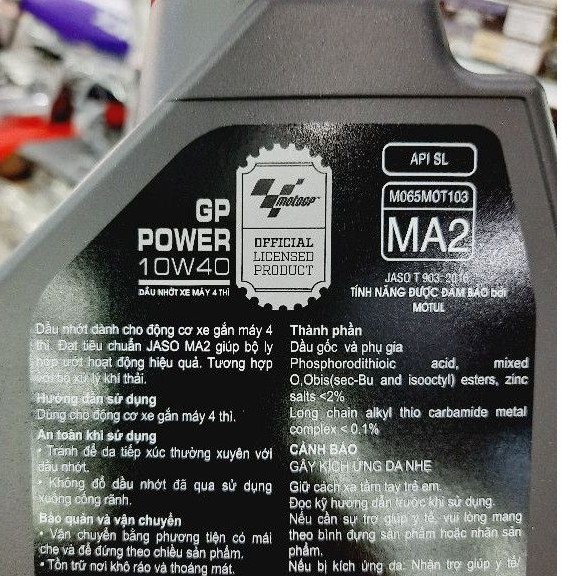 GP
POWER
10W40
DẦU NHỚT XE MÁY 4 THÌ
MotoGP
OFFICIAL
LICENSED
PRODUCT
API SL
M065MOT103
MA2
JASO T 903: 2016
TÍNH NĂNG ĐƯỢC ĐẢM BẢO bởi
MOTUL
Dầu nhớt dành cho động cơ xe gắn máy 4
thì. Đạt tiêu chuẩn JASO MA2 giúp bộ ly
hợp ướt hoạt động hiệu quả. Tương hợp
với bộ xử lý khí thải.
Hướng dẫn sử dụng
Dùng cho động cơ xe gắn máy 4 thì.
An toàn khi sử dụng
• Tránh để da tiếp xúc thường xuyên với
dầu nhớt.
• Không đổ dầu nhớt đã qua sử dụng
xuống cống rãnh.
Bảo quản và vận chuyển
• Vận chuyển bằng phương tiện có mái
che và để đứng theo chiều sản phẩm.
• Tồn trữ nơi khô ráo và thoáng mát.
Thành phần
Dầu gốc và phụ gia
Phosphorodithioic acid, mixed
O,Obis(sec-Bu and isooctyl) esters, zinc
salts <2%
Long chain alkyl thio carbamide metal
complex < 0.1%
CẢNH BÁO
GÂY KÍCH ỨNG DA NHẸ
Giữ cách xa tầm tay trẻ em.
Đọc kỹ hướng dẫn trước khi sử dụng.
Nếu cần sự trợ giúp y tế, vui lòng mang
theo bình đựng sản phẩm hoặc nhãn sản
phẩm.
Nếu bị kích ứng da: Nhận trợ giúp y tế/